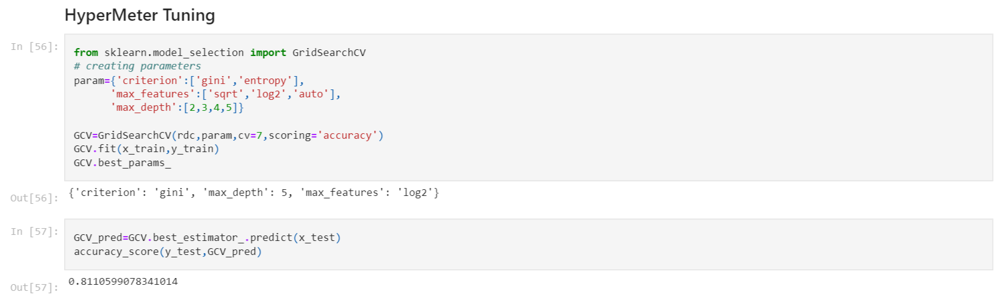 HyperMeter Tuning
In [56]:
from sklearn.model_selection import GridSearchCV
# creating parameters
param={'criterion':['gini','entropy'],
      'max_features':['sqrt','log2','auto'],
      'max_depth':[2,3,4,5]}
GCV=GridSearchCV(rdc,param,cv=7,scoring='accuracy')
GCV.fit(x_train,y_train)
GCV.best_params_
Out[56]:
{'criterion': 'gini', 'max_depth': 5, 'max_features': 'log2'}
In [57]:
GCV_pred=GCV.best_estimator_.predict(x_test)
accuracy_score(y_test,GCV_pred)
Out[57]:
0.8110599078341014